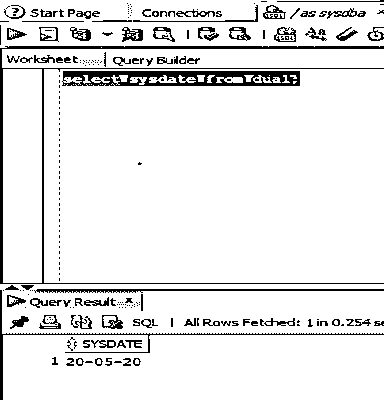 Start Page Connections / as sysdba
Worksheet Query Builder
select sysdate from dual;
Query Result
SQL | All Rows Fetched: 1 in 0.254 se
SYSDATE
1 20-05-20